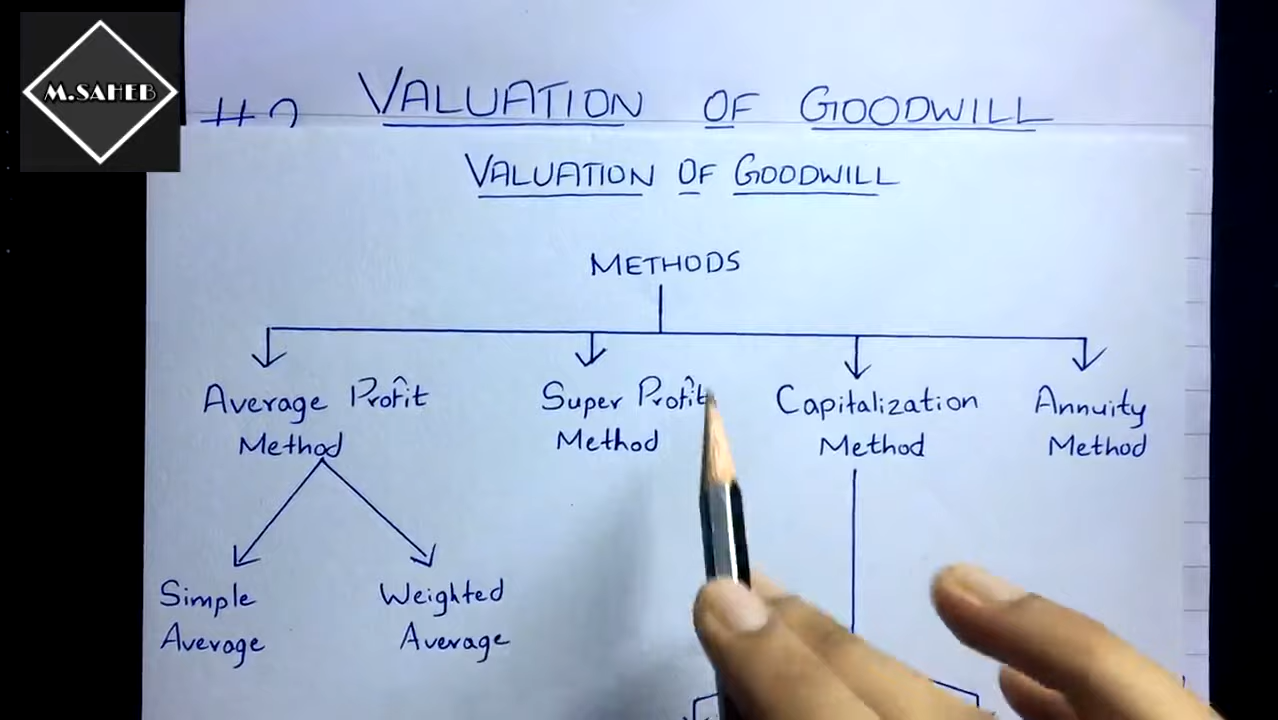 M.SAHEB
VALUATION OF GOODWILL
VALUATION OF GOODWILL
METHODS
Average Profit Method
Super Profit Method
Capitalization Method
Annuity Method
Simple Average
Weighted Average